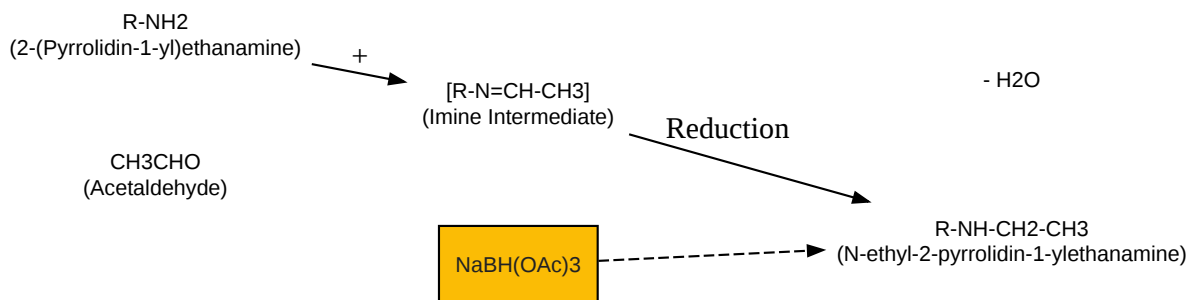 R-NH2
(2-(Pyrrolidin-1-yl)ethanamine)
+
[R-N=CH-CH3]
(Imine Intermediate)
- H2O
Reduction
CH3CHO
(Acetaldehyde)
NaBH(OAc)3
R-NH-CH2-CH3
(N-ethyl-2-pyrrolidin-1-ylethanamine)